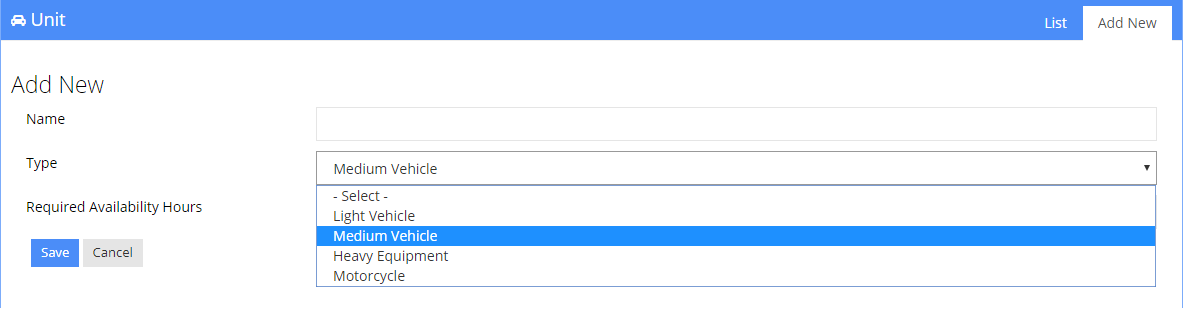 Unit
List
Add New
Add New
Name
Type
Medium Vehicle
- Select -
Required Availability Hours
Light Vehicle
Medium Vehicle
Heavy Equipment
Motorcycle
Save
Cancel